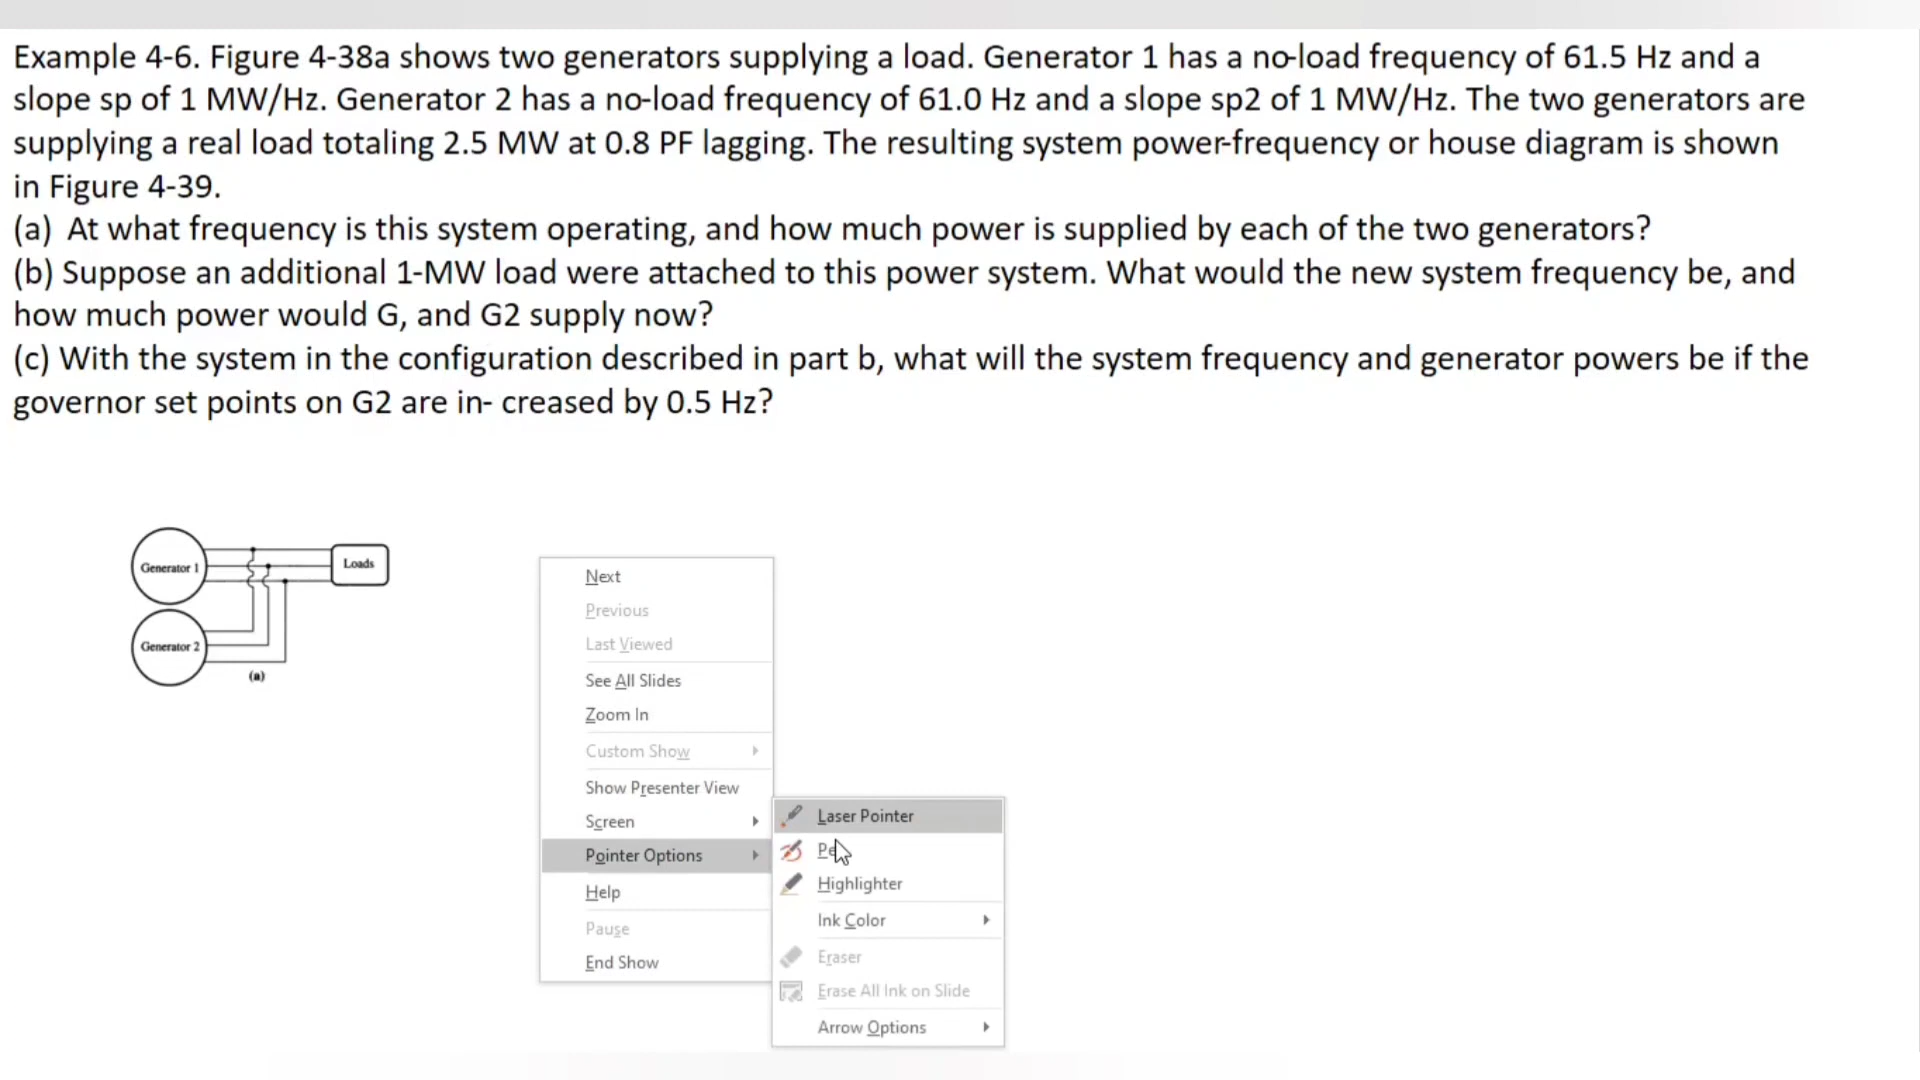 Example 4-6. Figure 4-38a shows two generators supplying a load. Generator 1 has a no-load frequency of 61.5 Hz and a
slope sp of 1 MW/Hz. Generator 2 has a no-load frequency of 61.0 Hz and a slope sp2 of 1 MW/Hz. The two generators are
supplying a real load totaling 2.5 MW at 0.8 PF lagging. The resulting system power-frequency or house diagram is shown
in Figure 4-39.
(a) At what frequency is this system operating, and how much power is supplied by each of the two generators?
(b) Suppose an additional 1-MW load were attached to this power system. What would the new system frequency be, and
how much power would G, and G2 supply now?
(c) With the system in the configuration described in part b, what will the system frequency and generator powers be if the
governor set points on G2 are in- creased by 0.5 Hz?
Generator 1
Loads
Generator 2
(a)
Next
Previous
Last Viewed
See All Slides
Zoom In
Custom Show
Show Presenter View
Screen
Pointer Options
Help
Pause
End Show
Laser Pointer
Highlighter
Ink Color
Eraser
Erase All Ink on Slide
Arrow Options